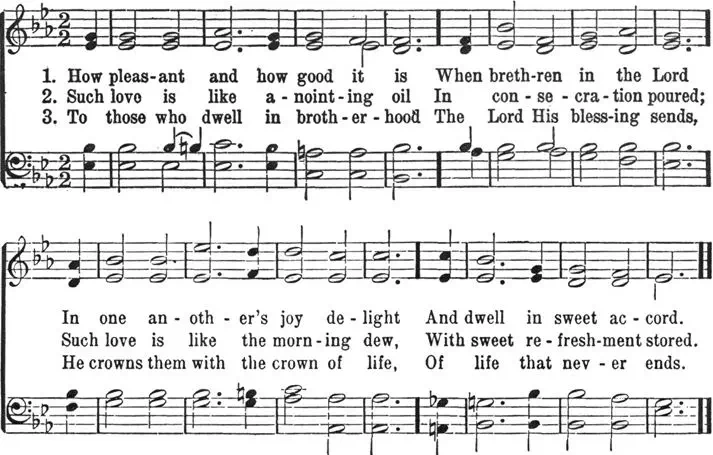 1. How pleas-ant and how good it is When breth-ren in the Lord
2. Such love is like a-noint-ing oil In con-se-cra-tion poured;
3. To those who dwell in broth-er-hood The Lord His bless-ing sends,
In one an-oth-er's joy de-light And dwell in sweet ac-cord.
Such love is like the morn-ing dew, With sweet re-fresh-ment stored.
He crowns them with the crown of life, Of life that nev-er ends.